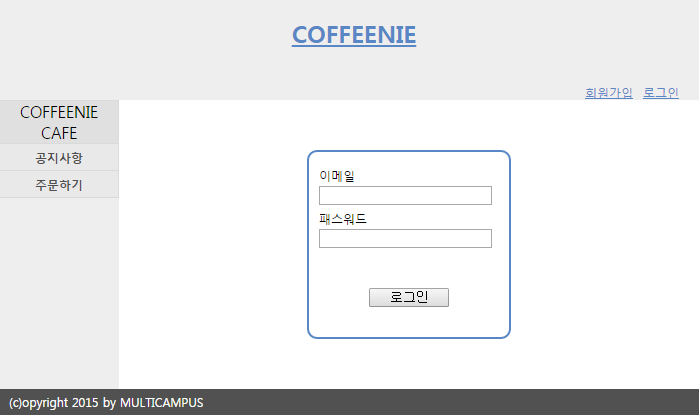 COFFEENIE
회원가입 로그인
COFFEENIE
CAFE
공지사항
주문하기
이메일
패스워드
로그인
(c)opyright 2015 by MULTICAMPUS